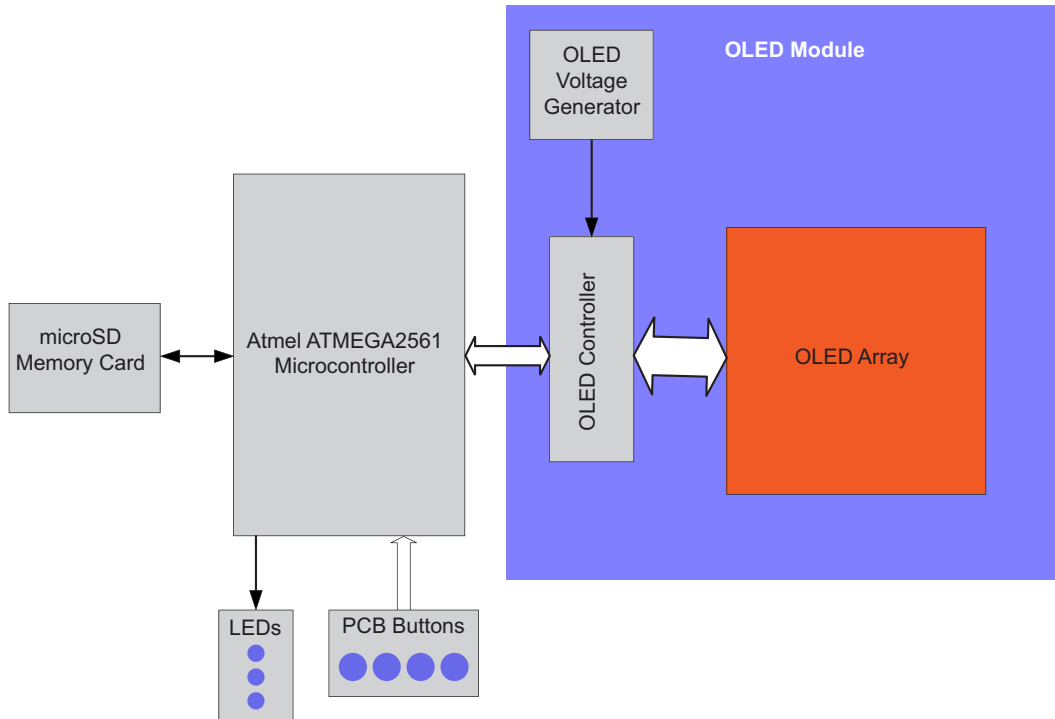 OLED Module
OLED
Voltage
Generator
microSD
Memory Card
Atmel ATMEGA2561
Microcontroller
OLED Controller
OLED Array
LEDs
PCB Buttons